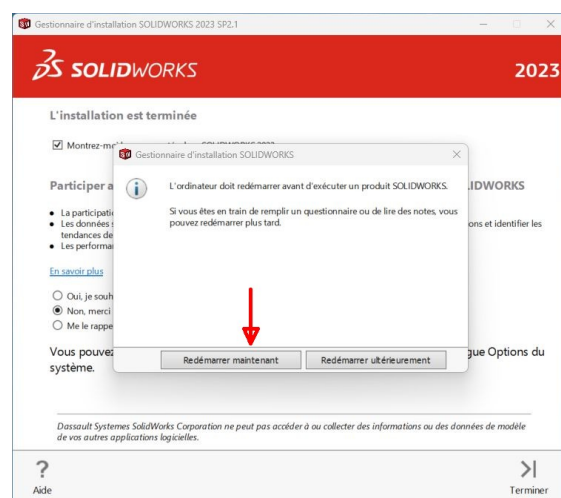 Gestionnaire d'installation SOLIDWORKS 2023 SP2.1
SOLIDWORKS
2023
L'installation est terminée
Montrez-m
Gestionnaire d'installation SOLIDWORKS
L'ordinateur doit redémarrer avant d'exécuter un produit SOLIDWORKS.
Si vous êtes en train de remplir un questionnaire ou de lire des notes, vous
pouvez redémarrer plus tard.
Redémarrer maintenant
Redémarrer ultérieurement
Participer a
LIDWORKS
La participati
Les données
ons et identifier les
tendances de
Les performa
En savoir plus
Oui, je souh
Non, merci
Me le rappe
Vous pouvez
gue Options du
système.
Dassault Systemes SolidWorks Corporation ne peut pas accéder à ou collecter des informations ou des données de modèle
de vos autres applications logicielles.
?
Aide
Terminer